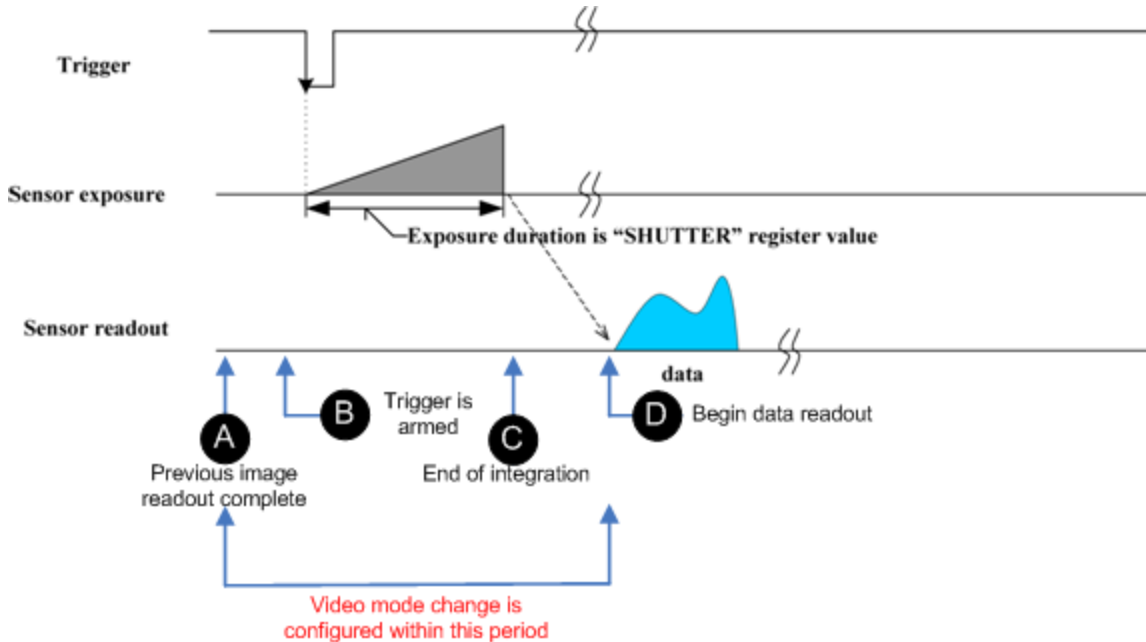 Trigger
Sensor exposure
Exposure duration is “SHUTTER” register value
Sensor readout
data
A
Previous image
readout complete
B
Trigger is
armed
C
End of integration
D
Begin data readout
Video mode change is
configured within this period